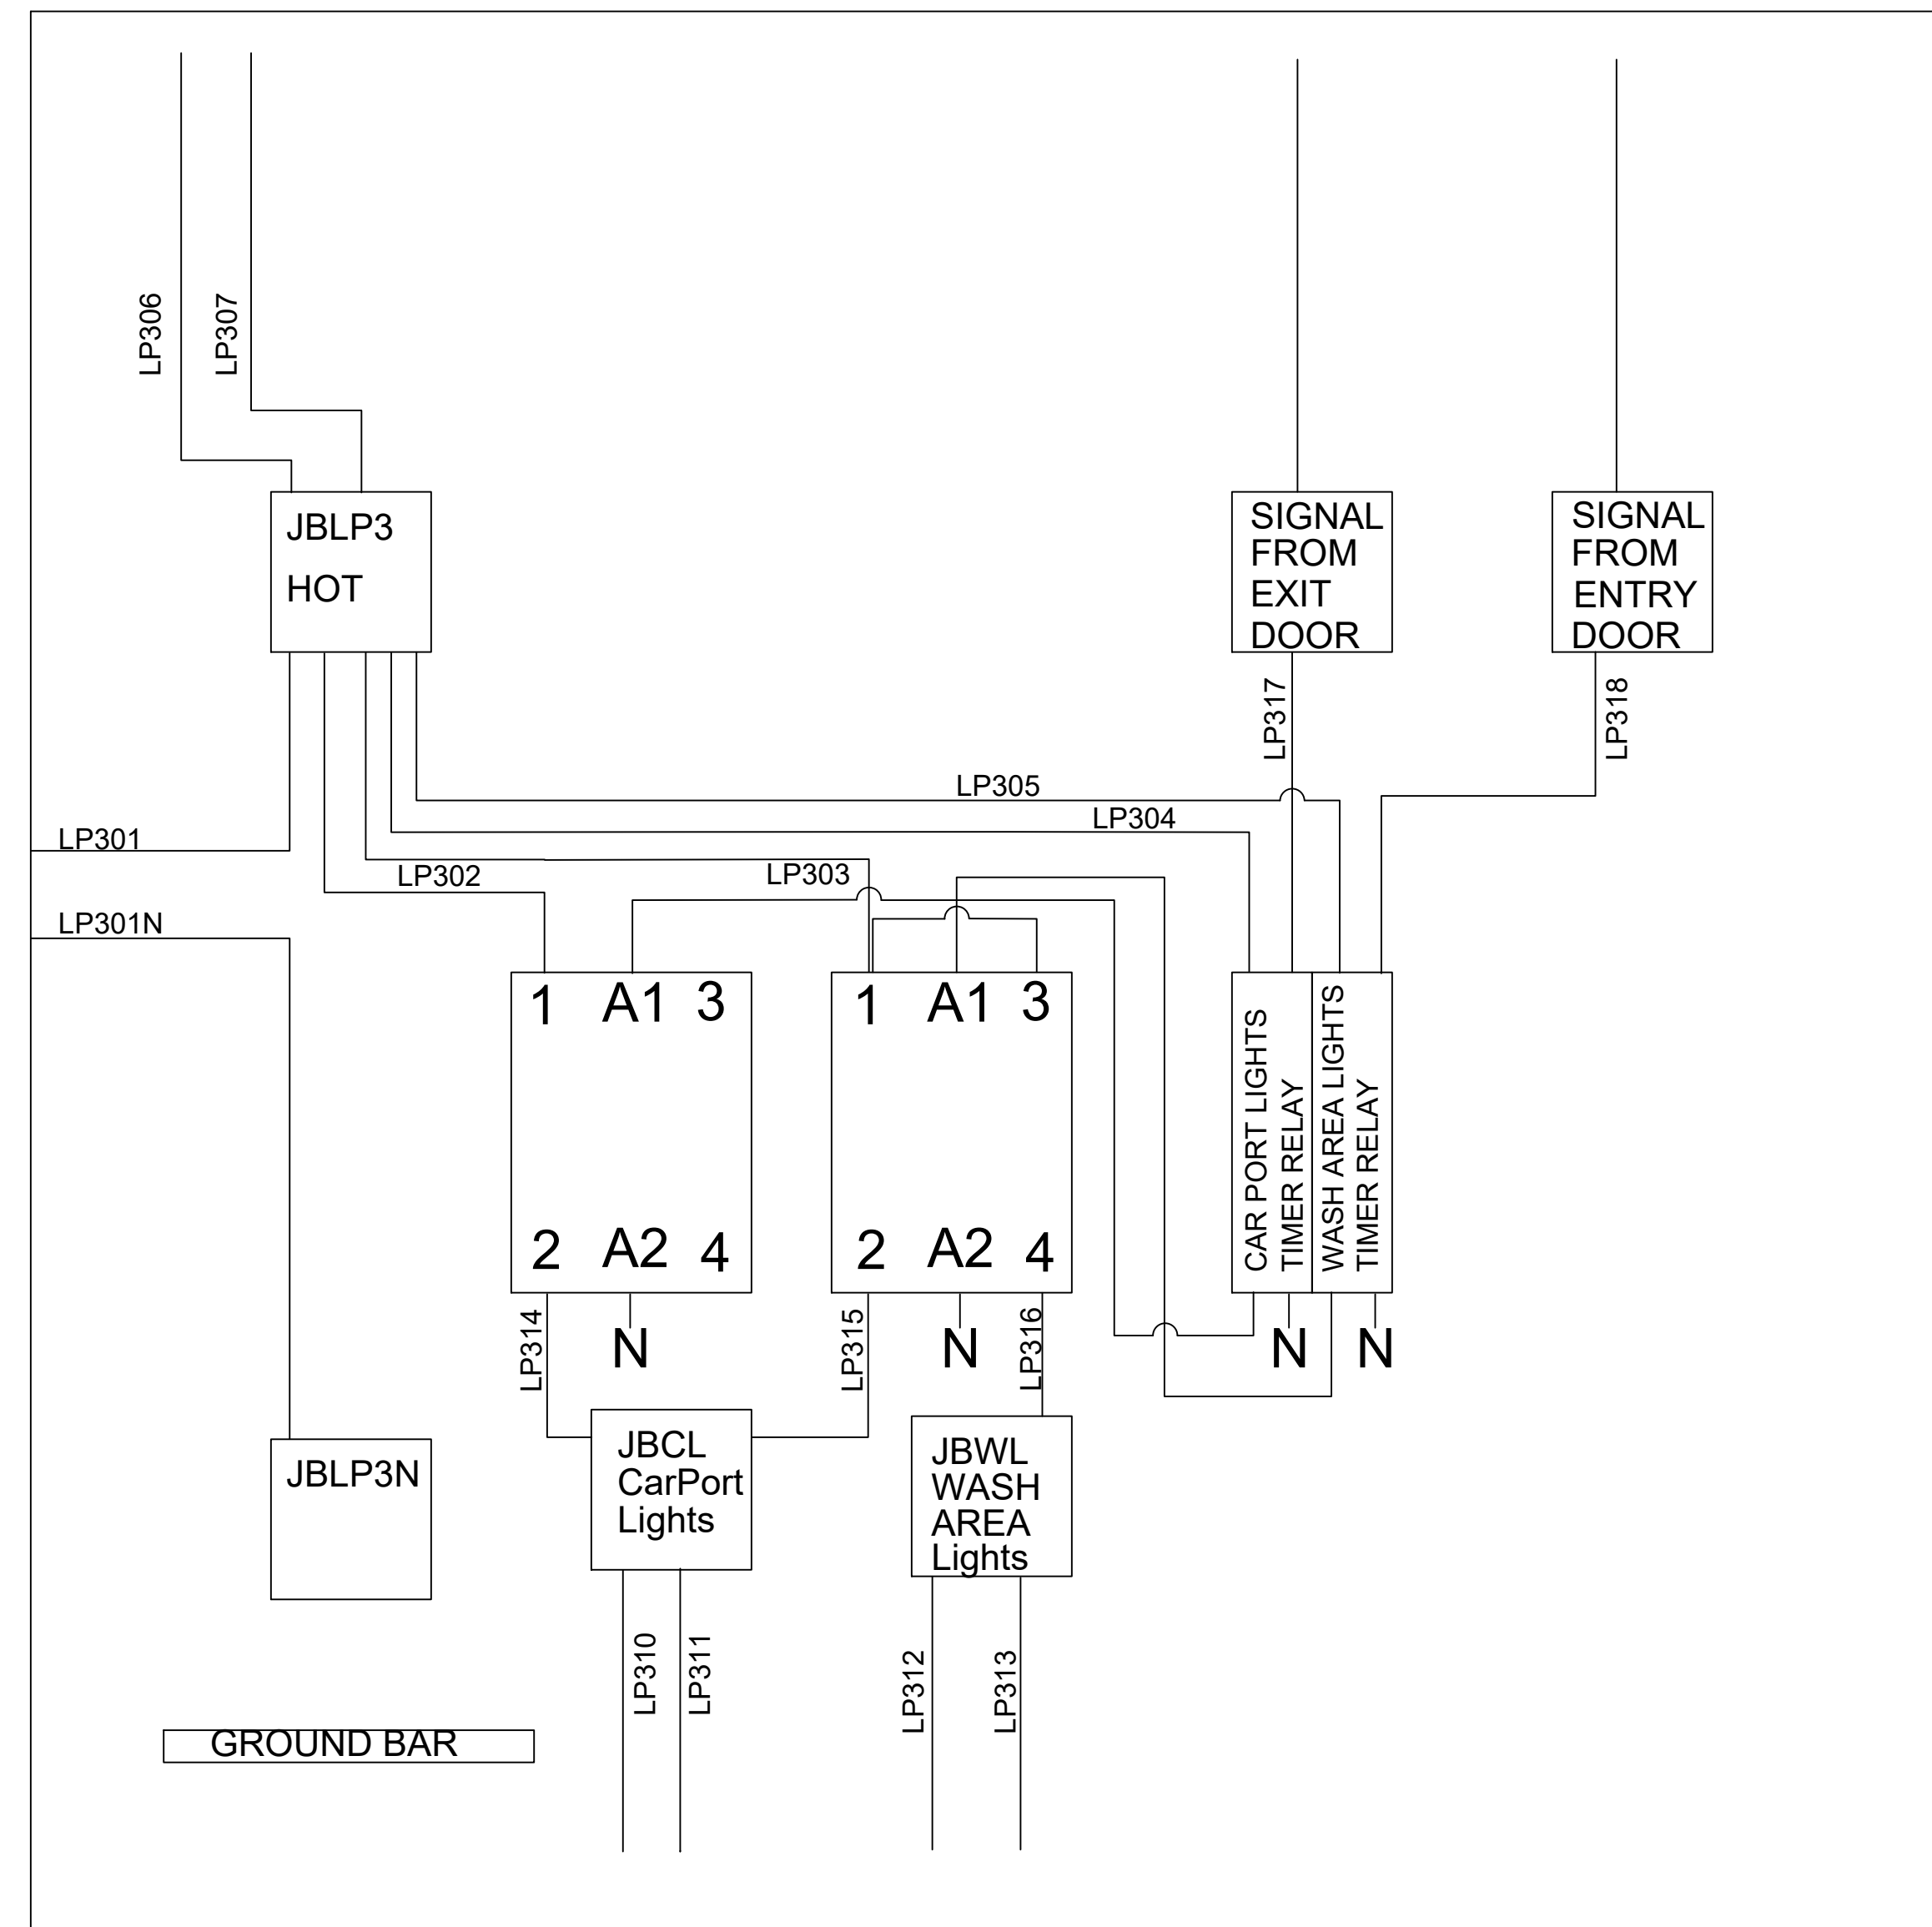 LP306
LP307
JBLP3
HOT
SIGNAL
FROM
EXIT
DOOR
SIGNAL
FROM
ENTRY
DOOR
LP317
LP318
LP305
LP304
LP301
LP302
LP303
LP301N
1 A1 3
2 A2 4
1 A1 3
2 A2 4
CAR PORT LIGHTS
TIMER RELAY
WASH AREA LIGHTS
TIMER RELAY
LP314
N
LP315
N
LP316
N
N
JBLP3N
JBCL
CarPort
Lights
JBWL
WASH
AREA
Lights
LP310
LP311
LP312
LP313
GROUND BAR